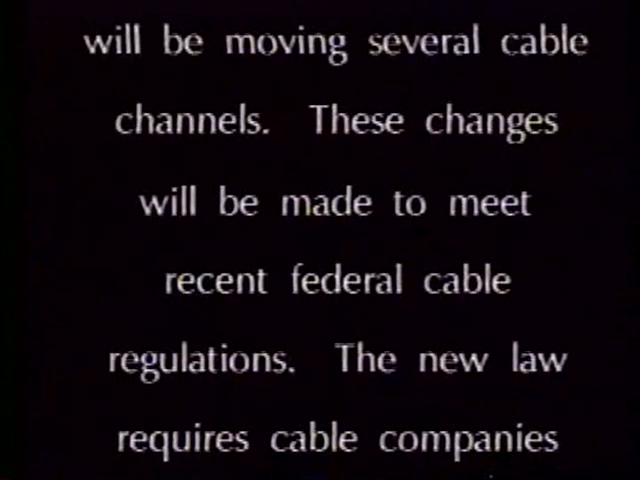 will be moving several cable
channels. These changes
will be made to meet
recent federal cable
regulations. The new law
requires cable companies